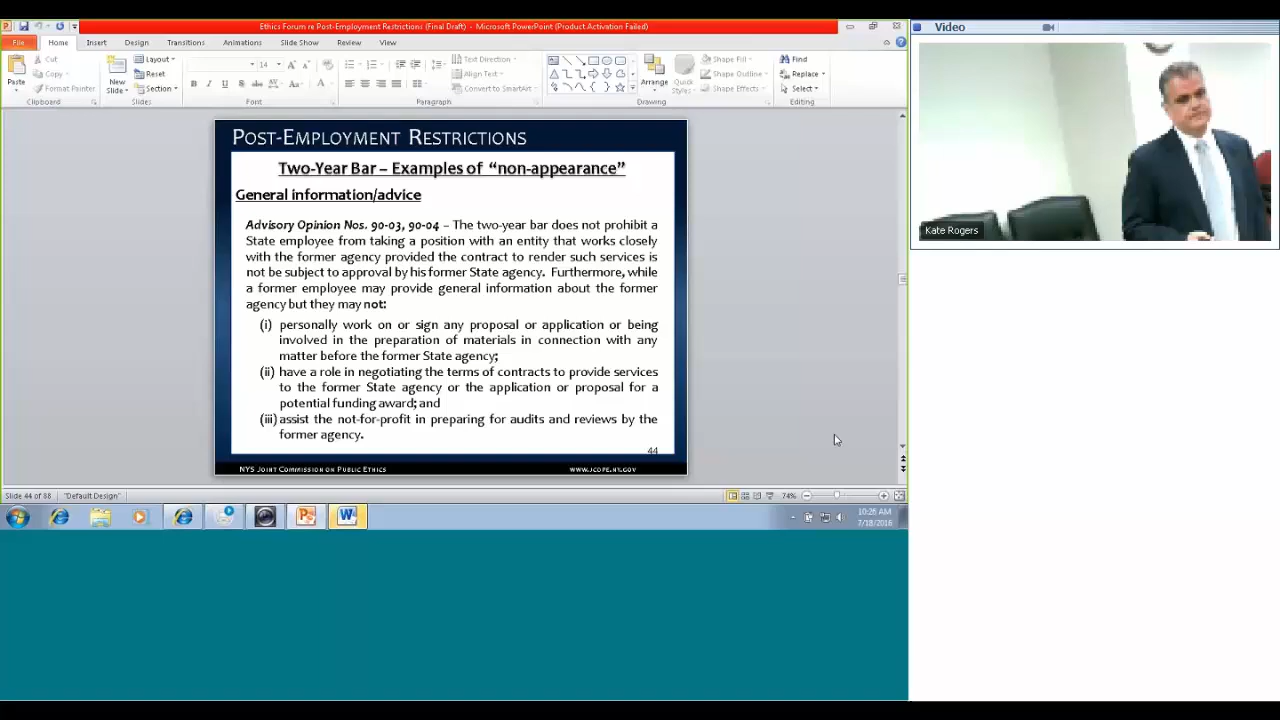 Ethics Forum re Post-Employment Restrictions (Final Draft) - Microsoft PowerPoint (Product Activation Failed)
Video
File Home Insert Design Transitions Animations Slide Show Review View
Paste
Cut
Copy
Format Painter
Clipboard
New
Slide
Layout
Reset
Section
Slides
14
Font
Text Direction
Align Text
Convert to SmartArt
Paragraph
Arrange
Quick
Styles
Shape Fill
Shape Outline
Shape Effects
Drawing
Find
Replace
Select
Editing
POST-EMPLOYMENT RESTRICTIONS
Two-Year Bar – Examples of “non-appearance”
General information/advice
Advisory Opinion Nos. 90-03, 90-04 – The two-year bar does not prohibit a
State employee from taking a position with an entity that works closely
with the former agency provided the contract to render such services is
not be subject to approval by his former State agency. Furthermore, while
a former employee may provide general information about the former
agency but they may not:
(i) personally work on or sign any proposal or application or being
involved in the preparation of materials in connection with any
matter before the former State agency;
(ii) have a role in negotiating the terms of contracts to provide services
to the former State agency or the application or proposal for a
potential funding award; and
(iii) assist the not-for-profit in preparing for audits and reviews by the
former agency.
44
NYS JOINT COMMISSION ON PUBLIC ETHICS WWW.JCOPE.NY.GOV
Kate Rogers
Slide 44 of 88 "Default Design" 74%
10:26 AM
7/18/2016